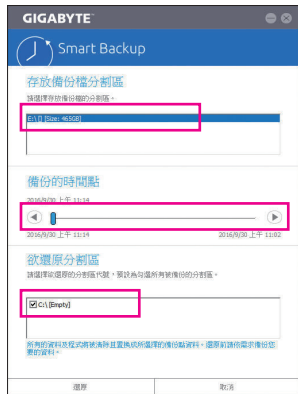 GIGABYTE™
Smart Backup
存放備份檔分割區
請選擇存放備份檔的分割區。
E:\ [] [Size: 465GB]
備份的時間點
2016/9/30 上午 11:14
2016/9/30 上午 11:14 2016/9/30 上午 11:02
欲還原分割區
請選擇欲還原的分割區代號，預設為勾選所有被備份的分割區。
C:\ [Empty]
所有的資料及程式將被清除且置換成所選擇的備份點資料，還原前請依需求備份您
要的資料。
還原 取消